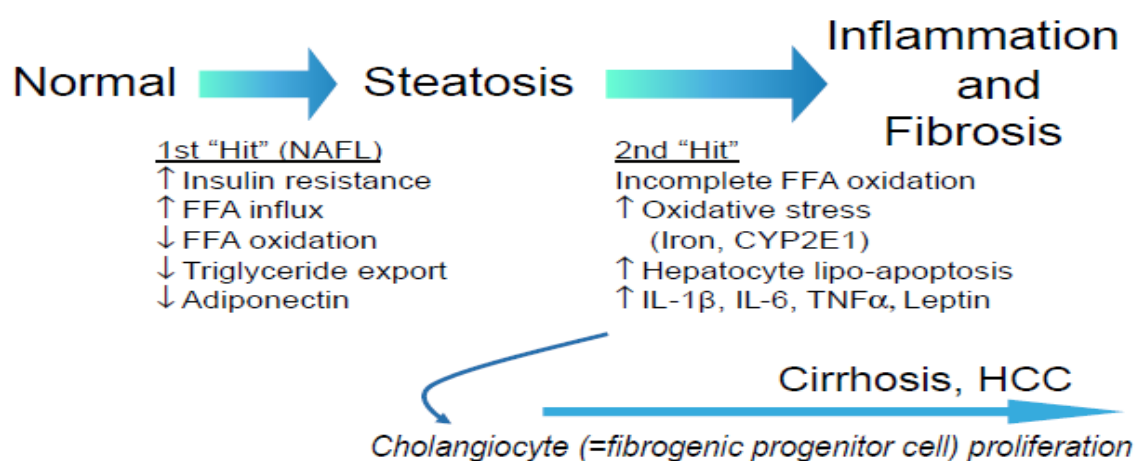 Normal
Steatosis
Inflammation
and
Fibrosis
1st “Hit” (NAFL)
↑ Insulin resistance
↑ FFA influx
↓ FFA oxidation
↓ Triglyceride export
↓ Adiponectin
2nd “Hit”
Incomplete FFA oxidation
↑ Oxidative stress
(Iron, CYP2E1)
↑ Hepatocyte lipo-apoptosis
↑ IL-1β, IL-6, TNFα, Leptin
Cirrhosis, HCC
Cholangiocyte (=fibrogenic progenitor cell) proliferation